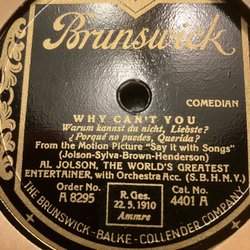 Brunswick
COMEDIAN
WHY CAN'T YOU
Warum kannst du nicht, Liebste?
¿Porqué no puedes, Querida?
From the Motion Picture "Say it with Songs"
(Jolson-Sylva-Brown-Henderson)
AL JOLSON, THE WORLD'S GREATEST
ENTERTAINER, with Orchestra Acc. (S. B. H. N. Y.)
Order No.
A 8295
R. Ges.
22. 5. 1910
Ammre
Cat. No.
4401 A
THE BRUNSWICK-BALKE-COLLENDER COMPANY